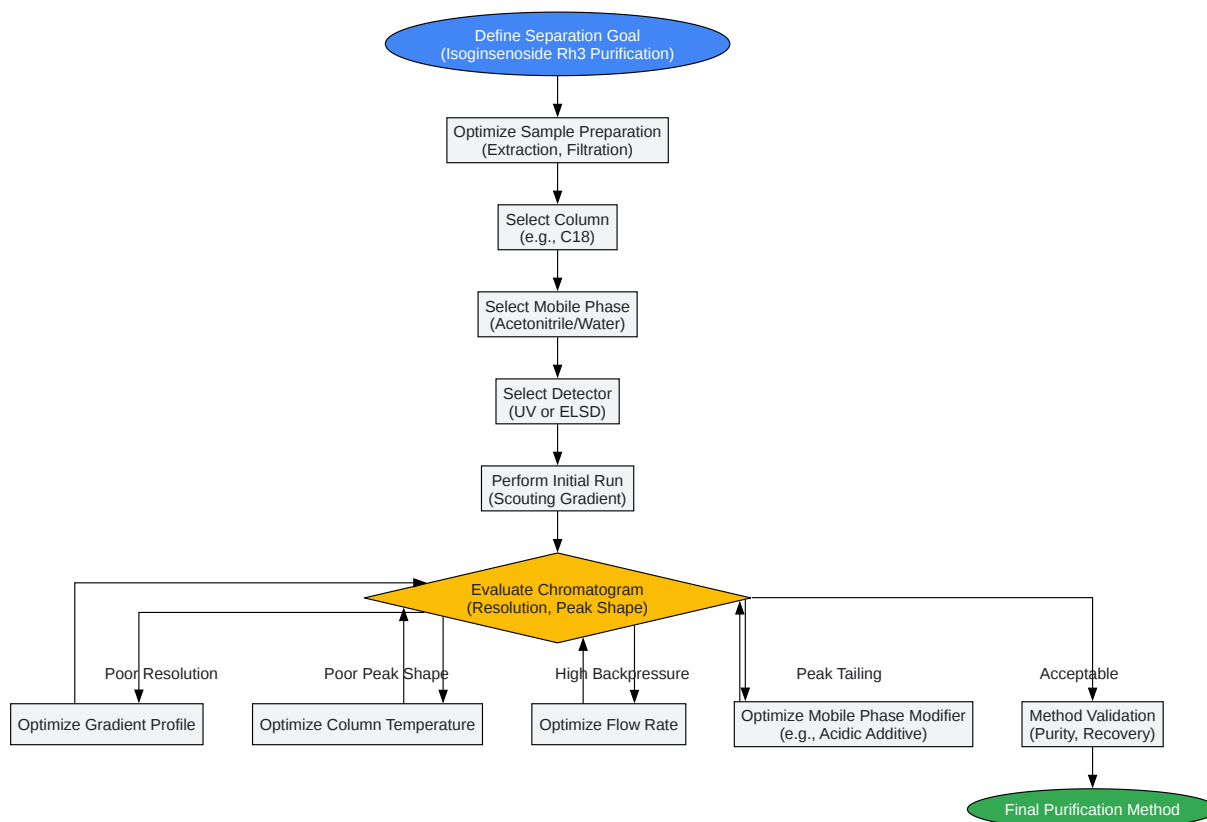 Define Separation Goal
(Isoginsenoside Rh3 Purification)
Optimize Sample Preparation
(Extraction, Filtration)
Select Column
(e.g., C18)
Select Mobile Phase
(Acetonitrile/Water)
Select Detector
(UV or ELSD)
Perform Initial Run
(Scouting Gradient)
Evaluate Chromatogram
(Resolution, Peak Shape)
Poor Resolution
Poor Peak Shape
High Backpressure
Peak Tailing
Acceptable
Optimize Gradient Profile
Optimize Column Temperature
Optimize Flow Rate
Optimize Mobile Phase Modifier
(e.g., Acidic Additive)
Method Validation
(Purity, Recovery)
Final Purification Method